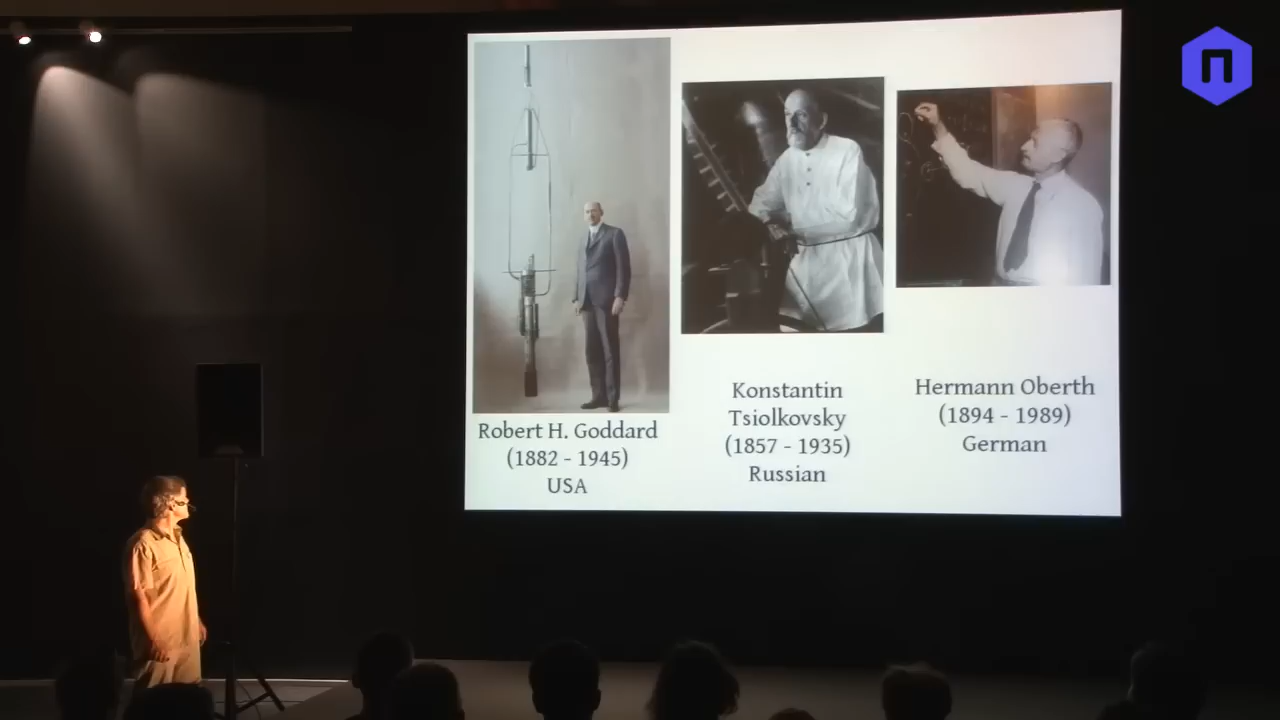 Robert H. Goddard
(1882 - 1945)
USA
Konstantin
Tsiolkovsky
(1857 - 1935)
Russian
Hermann Oberth
(1894 - 1989)
German